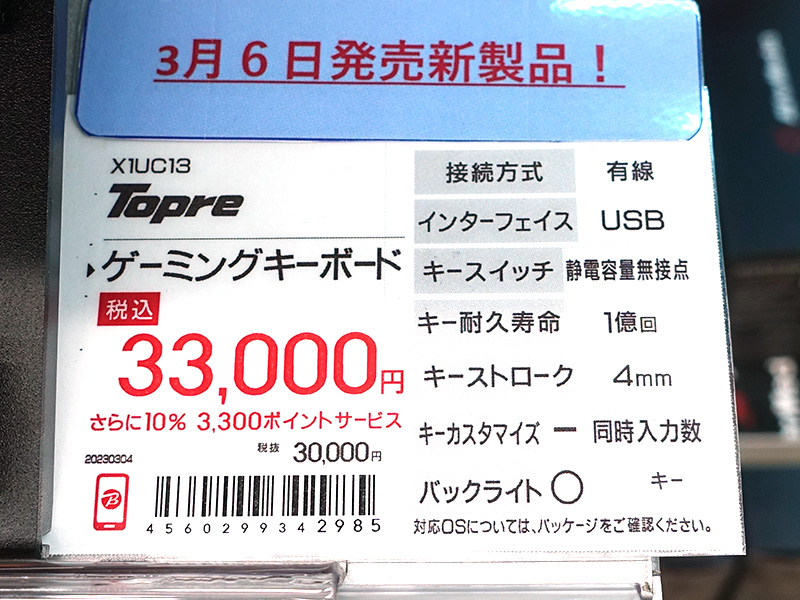 3月6日発売新製品！
X1UC13
Topre
ゲーミングキーボード
税込
33,000円
さらに10% 3,300ポイントサービス
税抜 30,000円
20230304
4560299342985
接続方式 有線
インターフェイス USB
キースイッチ 静電容量無接点
キー耐久寿命 1億回
キーストローク 4mm
キーカスタマイズ ー 同時入力数
バックライト ○ キー
対応OSについては、パッケージをご確認ください。